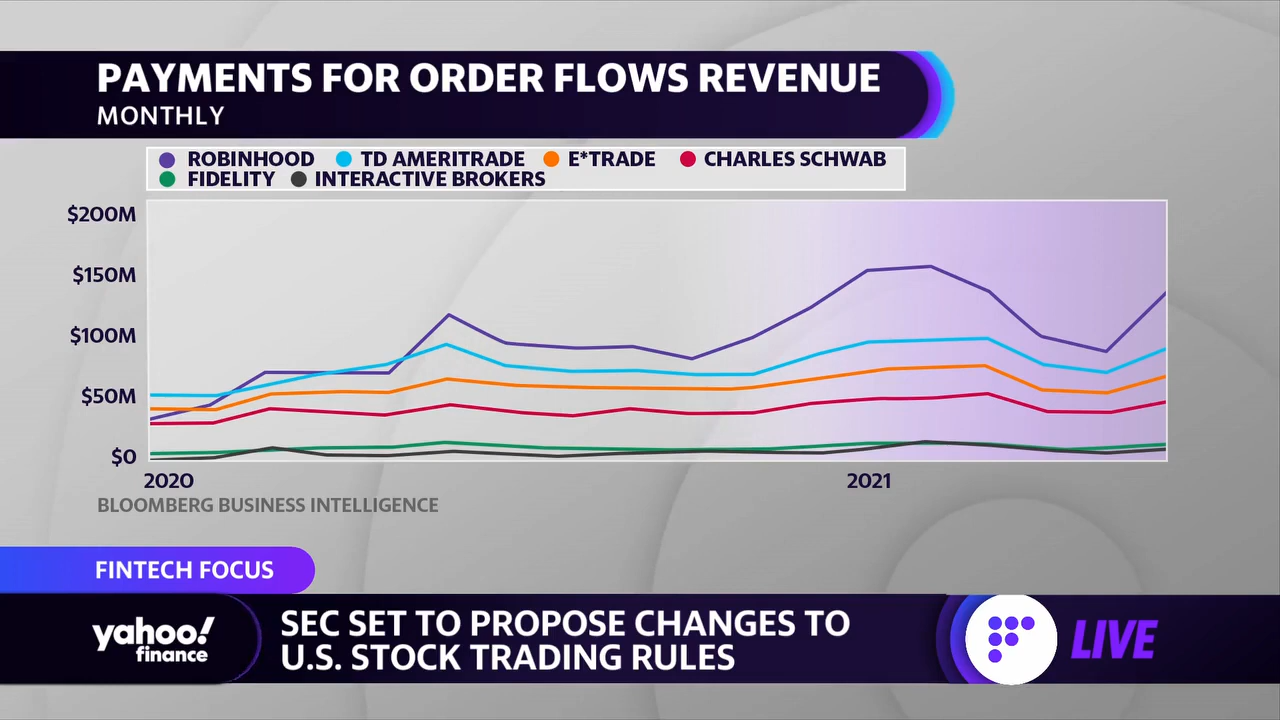 PAYMENTS FOR ORDER FLOWS REVENUE
MONTHLY
ROBINHOOD TD AMERITRADE E*TRADE CHARLES SCHWAB
FIDELITY INTERACTIVE BROKERS
$200M
$150M
$100M
$50M
$0
2020 2021
BLOOMBERG BUSINESS INTELLIGENCE
FINTECH FOCUS
yahoo!
finance
SEC SET TO PROPOSE CHANGES TO
U.S. STOCK TRADING RULES
LIVE